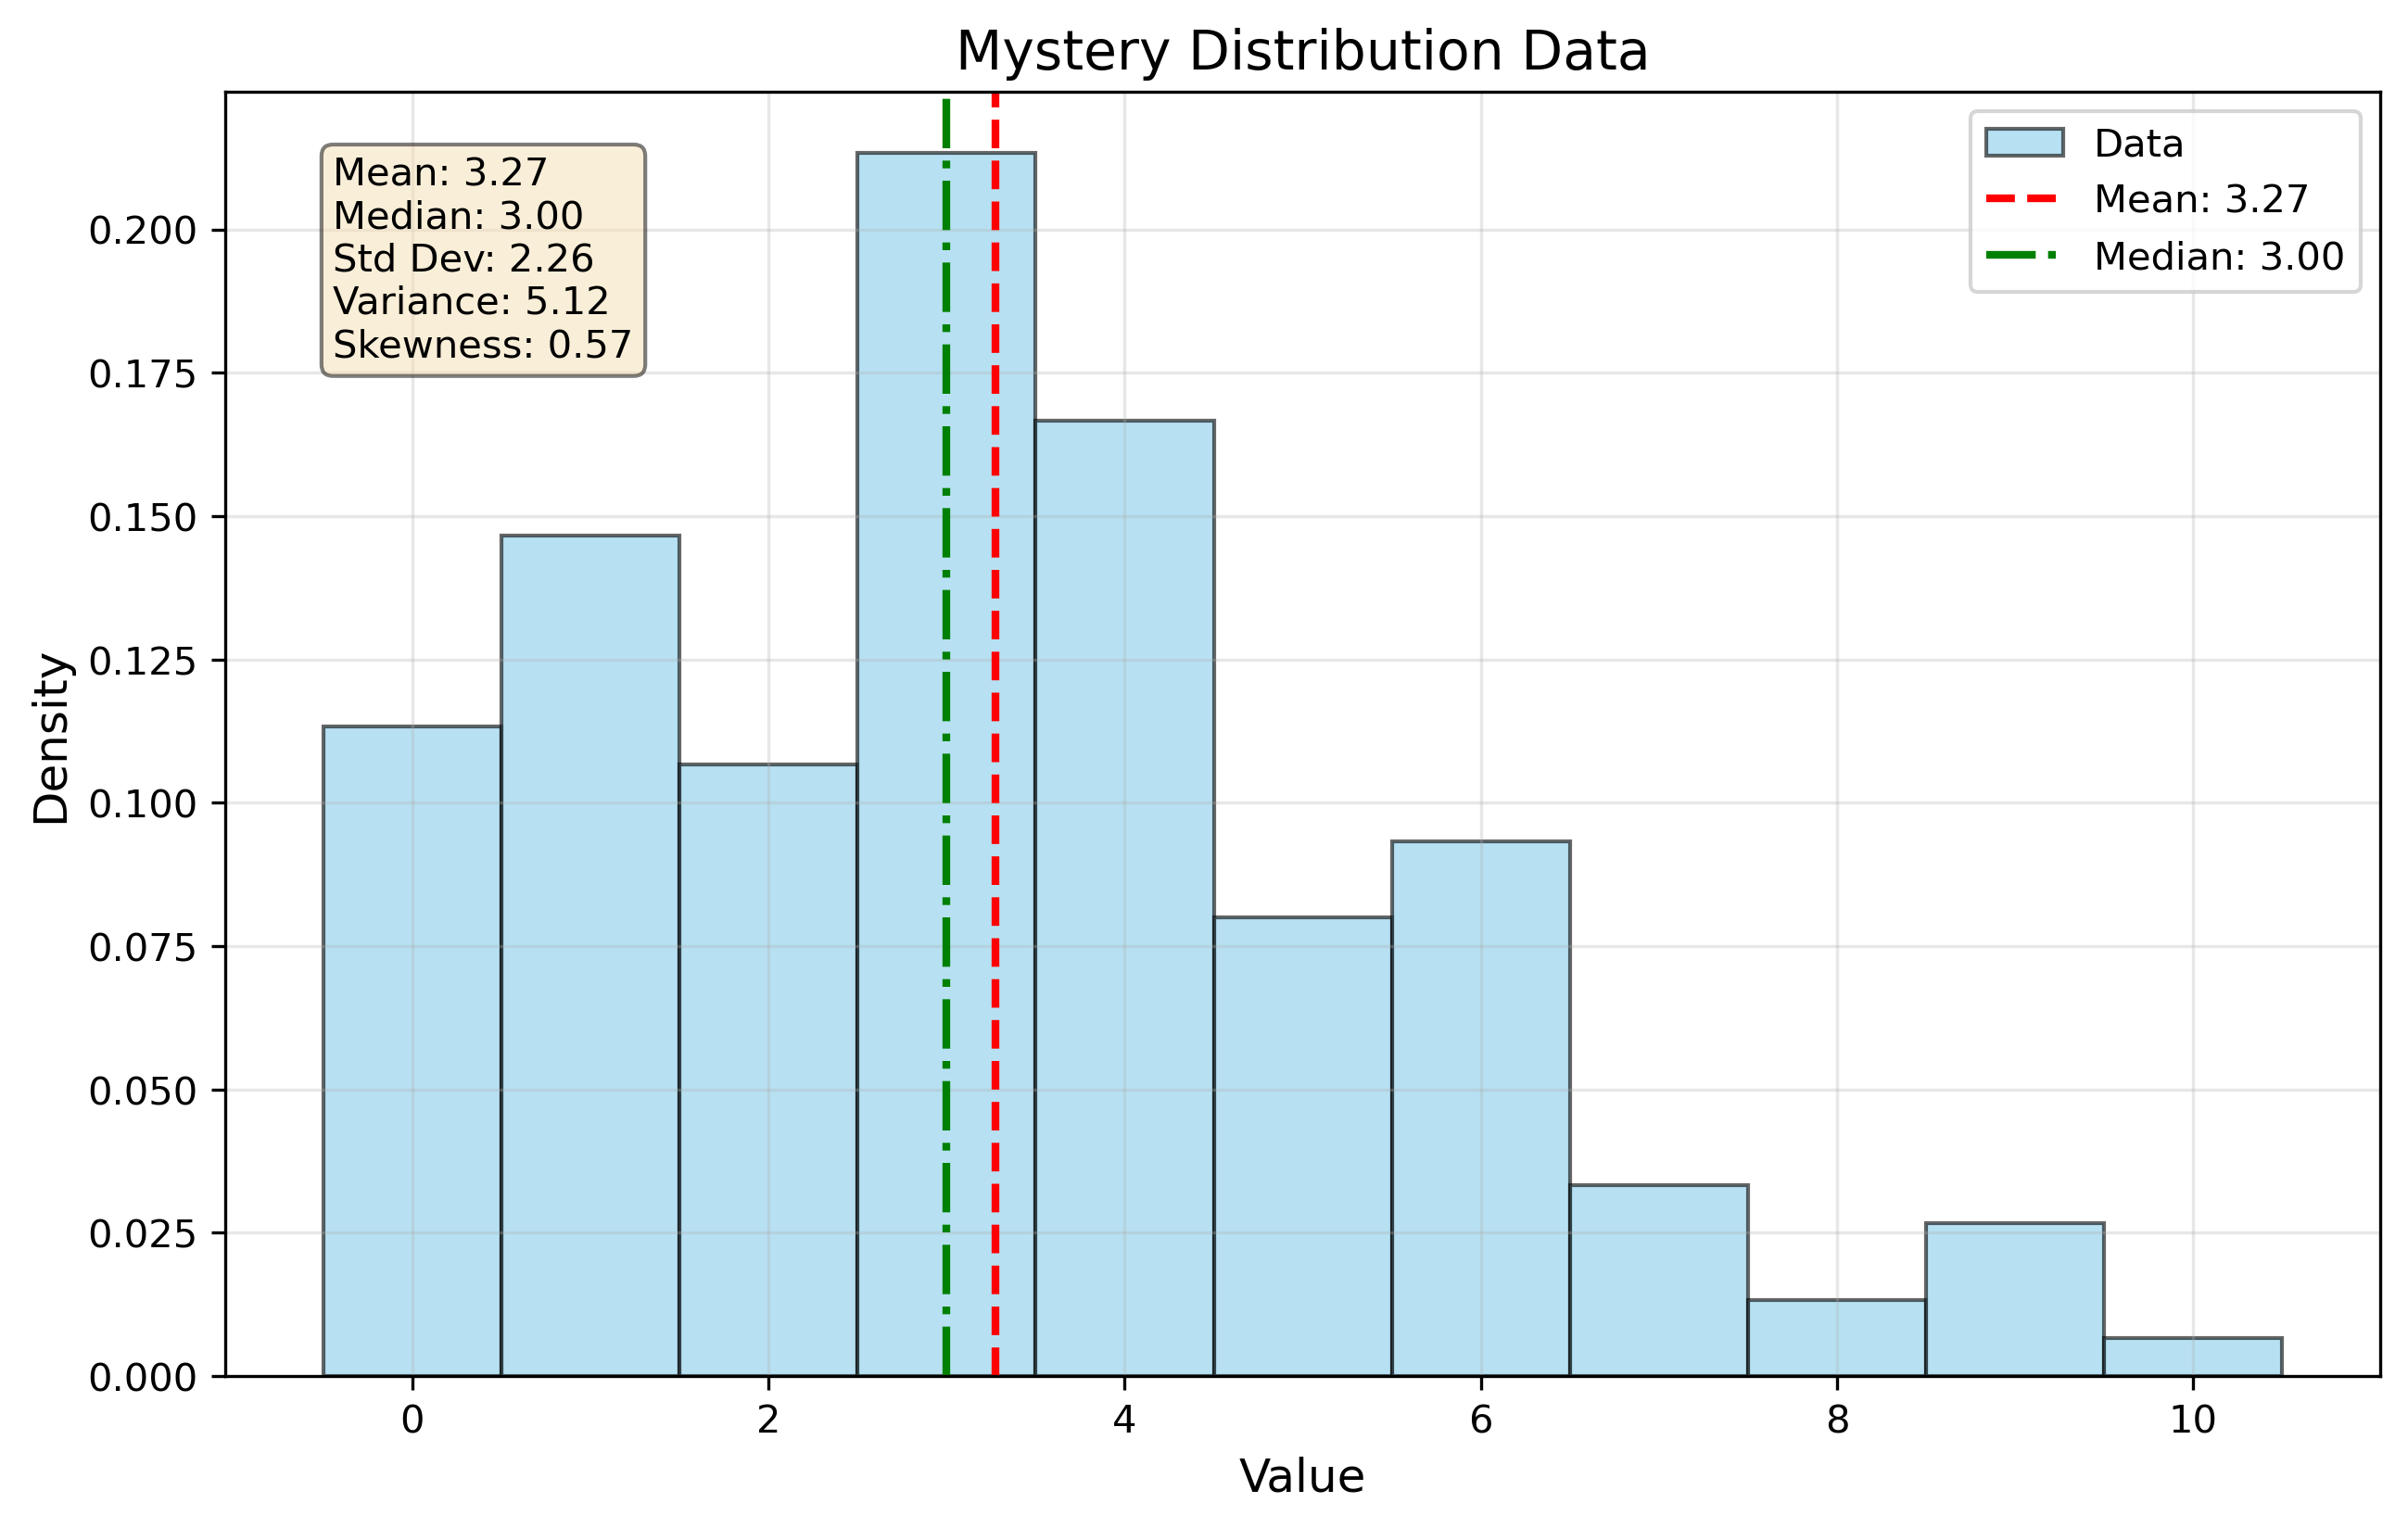 Mystery Distribution Data
Mean: 3.27
Median: 3.00
Std Dev: 2.26
Variance: 5.12
Skewness: 0.57
Data
Mean: 3.27
Median: 3.00
0.200
0.175
0.150
0.125
0.100
0.075
0.050
0.025
0.000
Density
0 2 4 6 8 10
Value